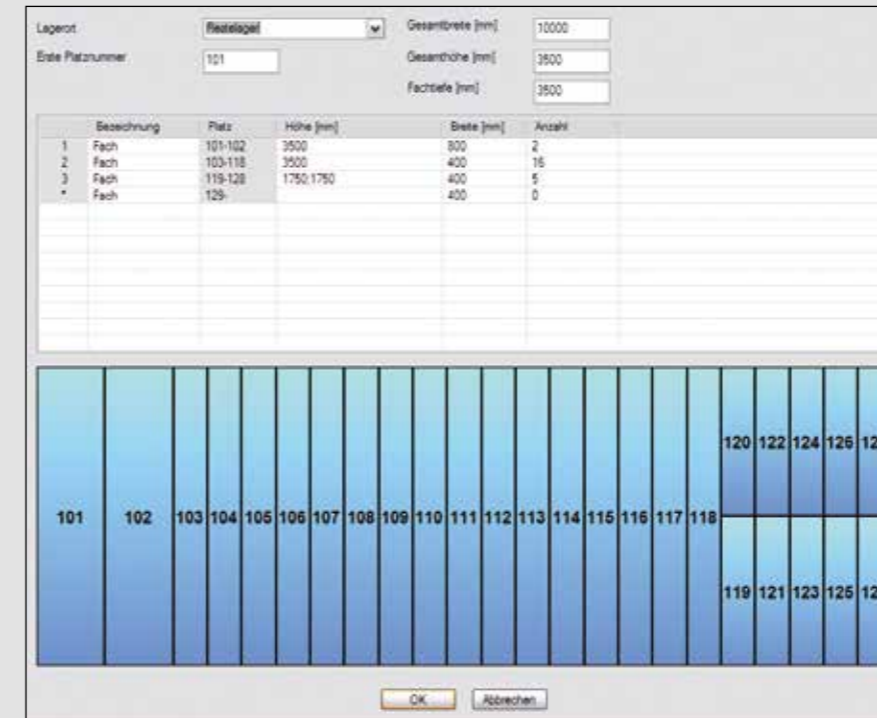 Lagerort Restelager Gesamtbreite [mm] 10000
Erste Platznummer 101 Gesamthöhe [mm] 3500
Fachtiefe [mm] 3500
Bezeichnung Platz Höhe [mm] Breite [mm] Anzahl
1 Fach 101-102 3500 800 2
2 Fach 103-118 3500 400 16
3 Fach 119-128 1750;1750 400 5
* Fach 129- 400 0
120 122 124 126 12
101 102 103 104 105 106 107 108 109 110 111 112 113 114 115 116 117 118
119 121 123 125 12
OK Abbrechen